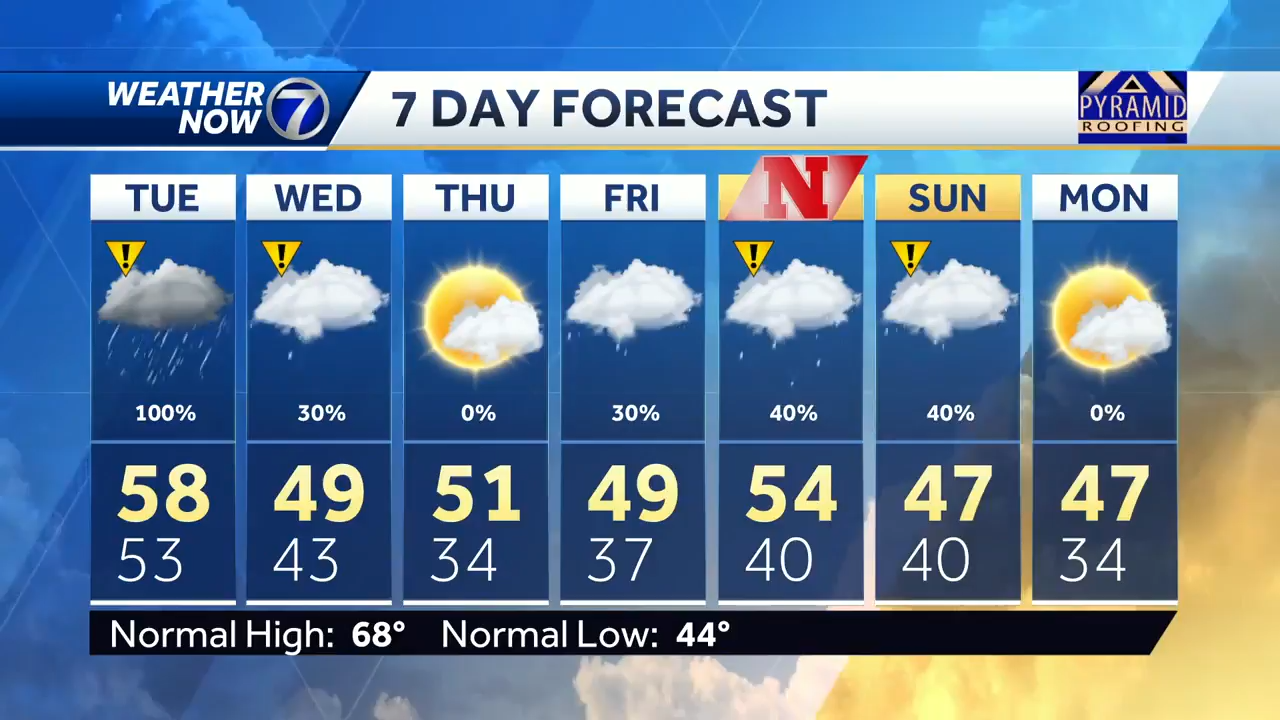 WEATHER
NOW 7
7 DAY FORECAST
PYRAMID
ROOFING
TUE WED THU FRI N SUN MON
! ! ! !
100% 30% 0% 30% 40% 40% 0%
58 49 51 49 54 47 47
53 43 34 37 40 40 34
Normal High: 68° Normal Low: 44°